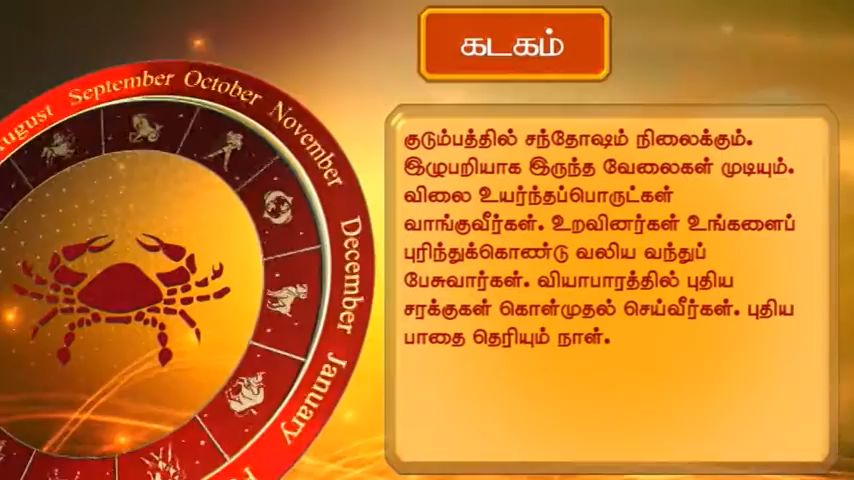 கடகம்
August September October November December January
குடும்பத்தில் சந்தோஷம் நிலைக்கும்.
இழுபறியாக இருந்த வேலைகள் முடியும்.
விலை உயர்ந்தப்பொருட்கள்
வாங்குவீர்கள். உறவினர்கள் உங்களைப்
புரிந்துக்கொண்டு வலிய வந்துப்
பேசுவார்கள். வியாபாரத்தில் புதிய
சரக்குகள் கொள்முதல் செய்வீர்கள். புதிய
பாதை தெரியும் நாள்.